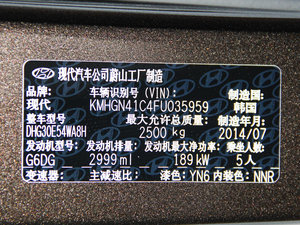 现代汽车公司蔚山工厂制造
品牌: 车辆识别号 (VIN): 制造国:
现代 KMHGN41C4FU035959 韩国
整车型号 最大允许总质量 制造年月:
DHG30E54WA8H 2500 kg 2014/07
发动机型号 发动机排量: 发动机最大净功率: 乘坐人数
G6DG 2999 ml 189 kW 5人
变速器: 主减速比: 漆色: YN6 内装色: NNR